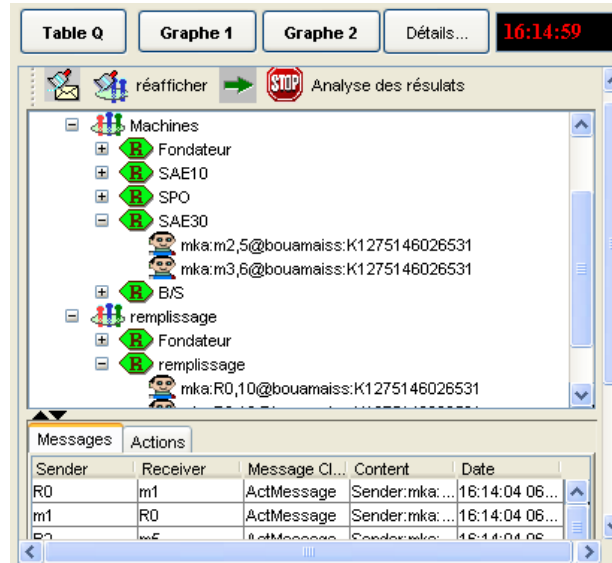 Table Q Graphe 1 Graphe 2 Détails... 16:14:59
réafficher STOP Analyse des résulats
Machines
R Fondateur
R SAE10
R SPO
R SAE30
mka:m2,5@bouamaiss:K1275146026531
mka:m3,6@bouamaiss:K1275146026531
R B/S
remplissage
R Fondateur
R remplissage
mka:R0,10@bouamaiss:K1275146026531
Messages Actions
Sender Receiver Message Cl... Content Date
R0 m1 ActMessage Sender:mka:... 16:14:04 06...
m1 R0 ActMessage Sender:mka:... 16:14:04 06...